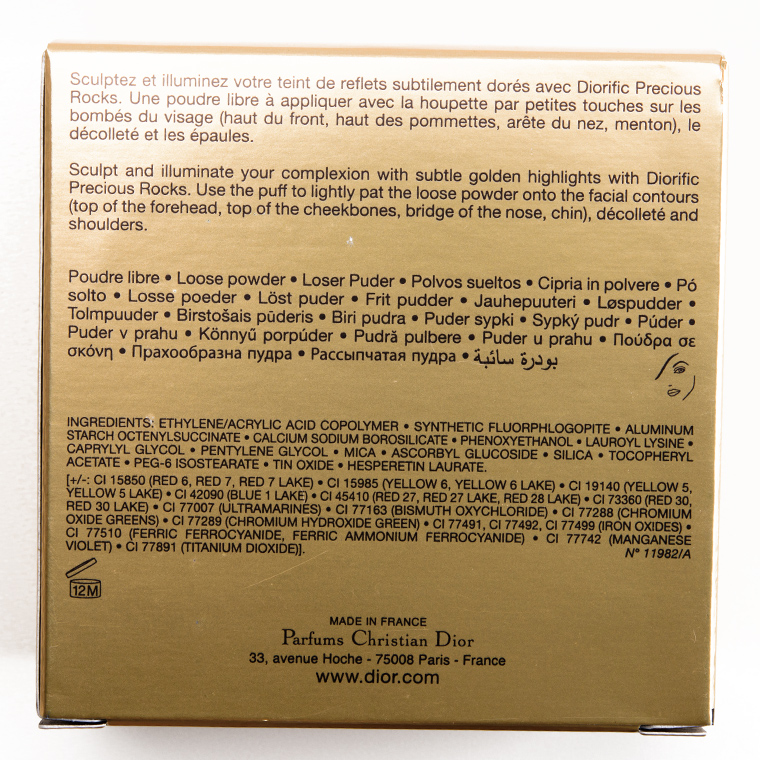 Sculptez et illuminez votre teint de reflets subtilement dorés avec Diorific Precious
Rocks. Une poudre libre à appliquer avec la houpette par petites touches sur les
bombés du visage (haut du front, haut des pommettes, arête du nez, menton), le
décolleté et les épaules.
Sculpt and illuminate your complexion with subtle golden highlights with Diorific
Precious Rocks. Use the puff to lightly pat the loose powder onto the facial contours
(top of the forehead, top of the cheekbones, bridge of the nose, chin), décolleté and
shoulders.
Poudre libre • Loose powder • Loser Puder • Polvos sueltos • Cipria in polvere • Pó
solto • Losse poeder • Löst puder • Frit pudder • Jauhepuuteri • Løspudder •
Tolmpuuder • Birstošais pūderis • Biri pudra • Puder sypki • Sypký pudr • Púder •
Puder v prahu • Könnyű porpúder • Pudră pulbere • Puder u prahu • Πούδρα σε
σκόνη • Прахообразна пудра • Рассыпчатая пудра • بودرة سائبة
INGREDIENTS: ETHYLENE/ACRYLIC ACID COPOLYMER • SYNTHETIC FLUORPHLOGOPITE • ALUMINUM
STARCH OCTENYLSUCCINATE • CALCIUM SODIUM BOROSILICATE • PHENOXYETHANOL • LAUROYL LYSINE •
CAPRYLYL GLYCOL • PENTYLENE GLYCOL • MICA • ASCORBYL GLUCOSIDE • SILICA • TOCOPHERYL
ACETATE • PEG-6 ISOSTEARATE • TIN OXIDE • HESPERETIN LAURATE.
[+/-: CI 15850 (RED 6, RED 7, RED 7 LAKE) • CI 15985 (YELLOW 6, YELLOW 6 LAKE) • CI 19140 (YELLOW 5,
YELLOW 5 LAKE) • CI 42090 (BLUE 1 LAKE) • CI 45410 (RED 27, RED 27 LAKE, RED 28 LAKE) • CI 73360 (RED 30,
RED 30 LAKE) • CI 77007 (ULTRAMARINES) • CI 77163 (BISMUTH OXYCHLORIDE) • CI 77288 (CHROMIUM
OXIDE GREENS) • CI 77289 (CHROMIUM HYDROXIDE GREEN) • CI 77491, CI 77492, CI 77499 (IRON OXIDES) •
CI 77510 (FERRIC FERROCYANIDE, FERRIC AMMONIUM FERROCYANIDE) • CI 77742 (MANGANESE
VIOLET) • CI 77891 (TITANIUM DIOXIDE)]. N° 11982/A
12M
MADE IN FRANCE
Parfums Christian Dior
33, avenue Hoche - 75008 Paris - France
www.dior.com